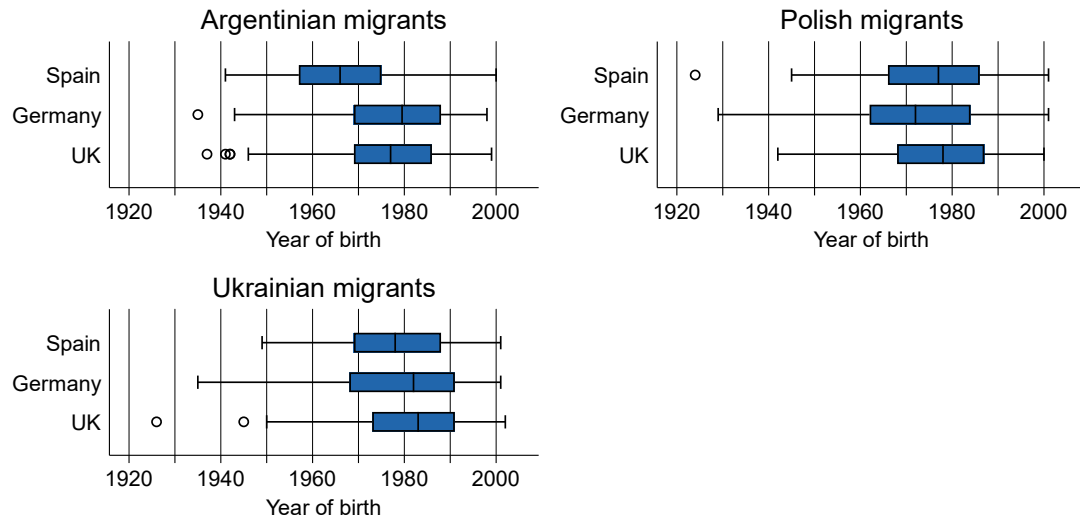 Argentinian migrants
Spain
Germany
UK
1920 1940 1960 1980 2000
Year of birth
Polish migrants
Spain
Germany
UK
1920 1940 1960 1980 2000
Year of birth
Ukrainian migrants
Spain
Germany
UK
1920 1940 1960 1980 2000
Year of birth